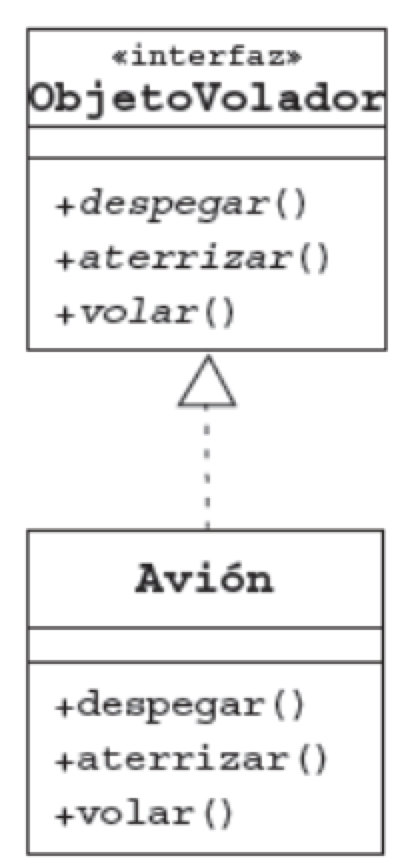 «interfaz»
ObjetoVolador
+despegar()
+aterrizar()
+volar()
Avión
+despegar()
+aterrizar()
+volar()